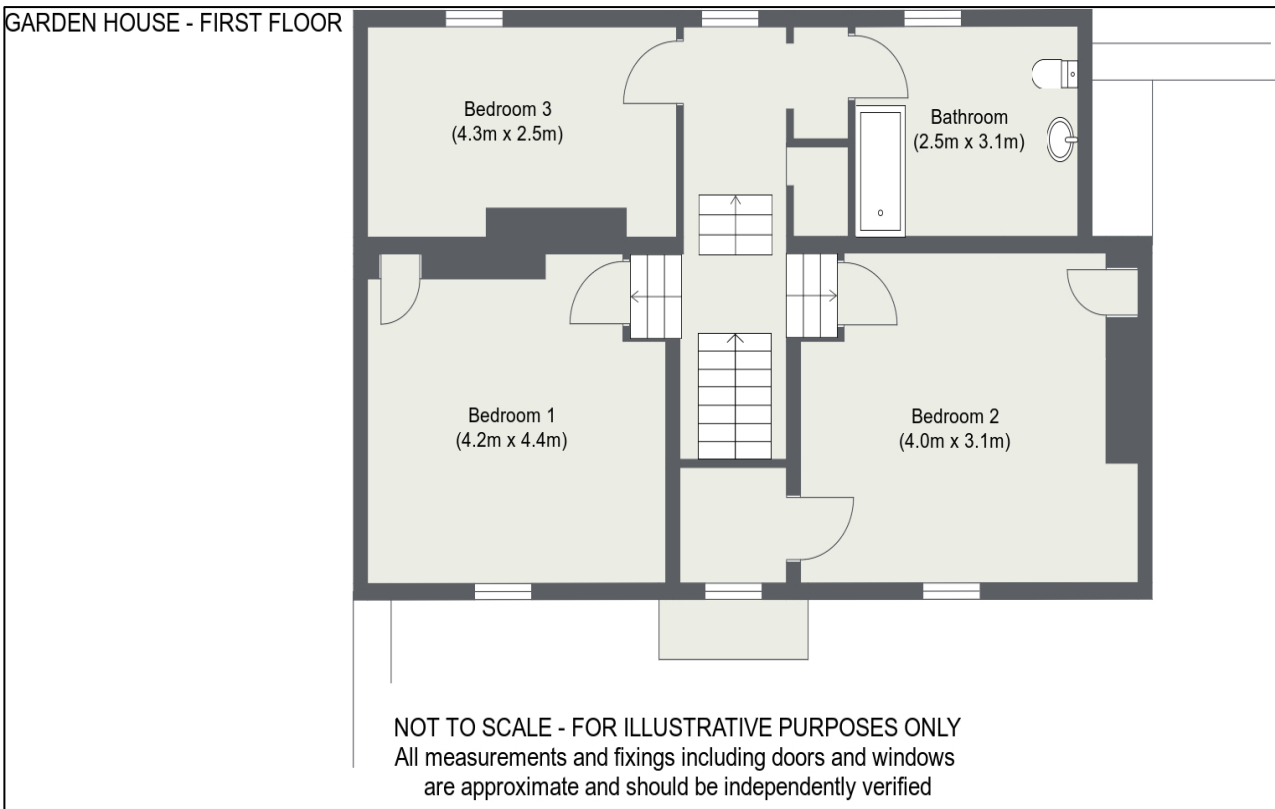 GARDEN HOUSE - FIRST FLOOR
Bedroom 3
(4.3m x 2.5m)
Bathroom
(2.5m x 3.1m)
Bedroom 1
(4.2m x 4.4m)
Bedroom 2
(4.0m x 3.1m)
NOT TO SCALE - FOR ILLUSTRATIVE PURPOSES ONLY
All measurements and fixings including doors and windows
are approximate and should be independently verified